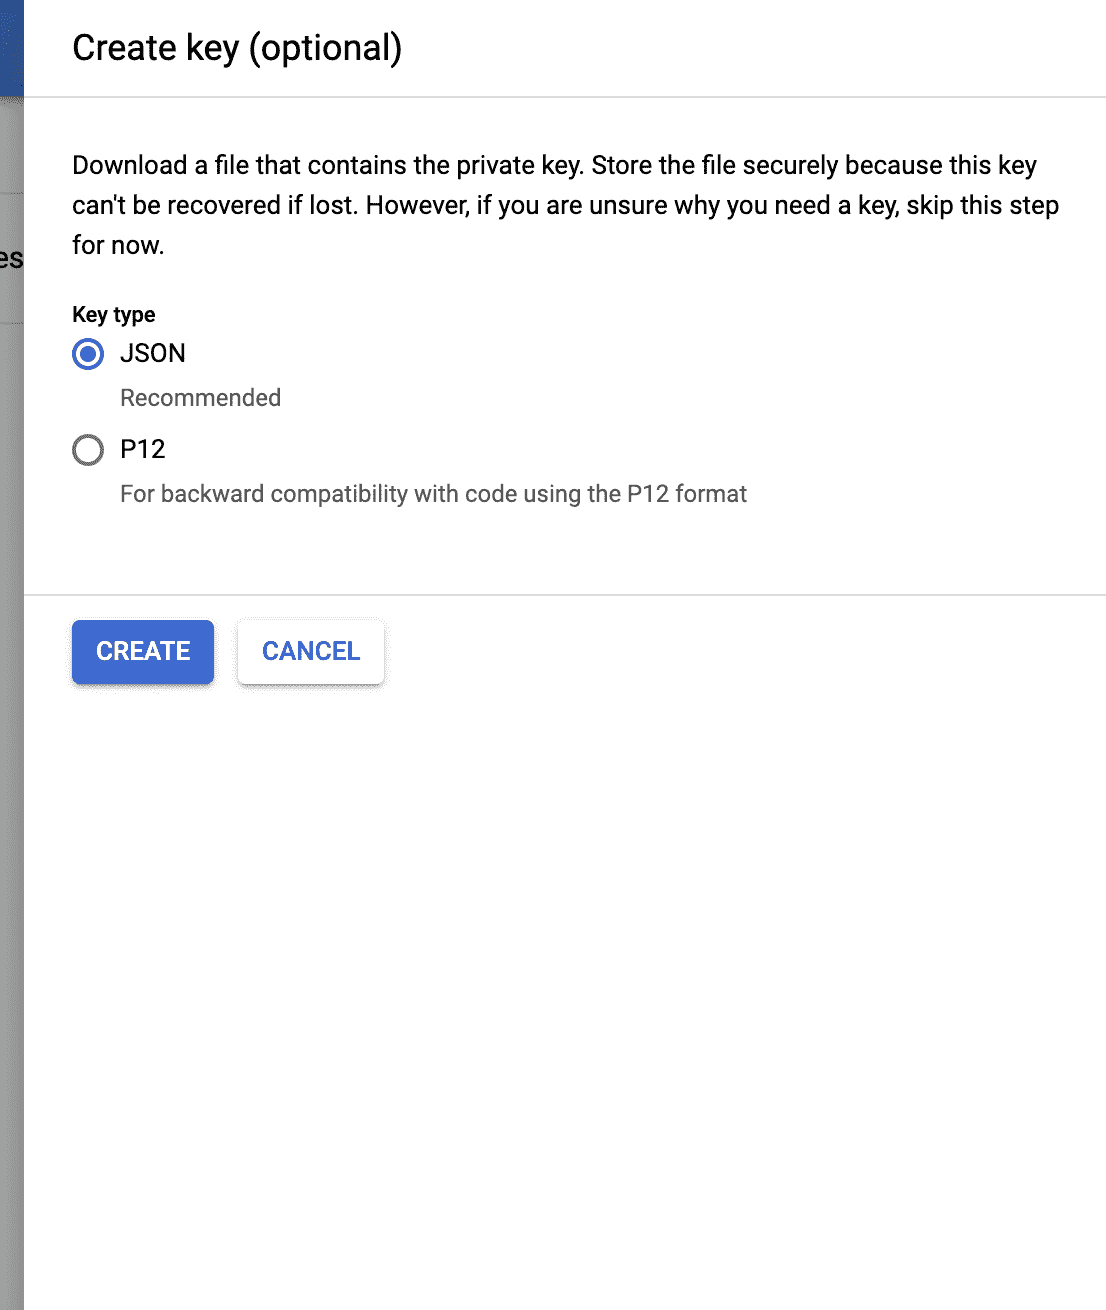 Create key (optional)
Download a file that contains the private key. Store the file securely because this key
can't be recovered if lost. However, if you are unsure why you need a key, skip this step
for now.
es
Key type
JSON
Recommended
P12
For backward compatibility with code using the P12 format
CREATE CANCEL